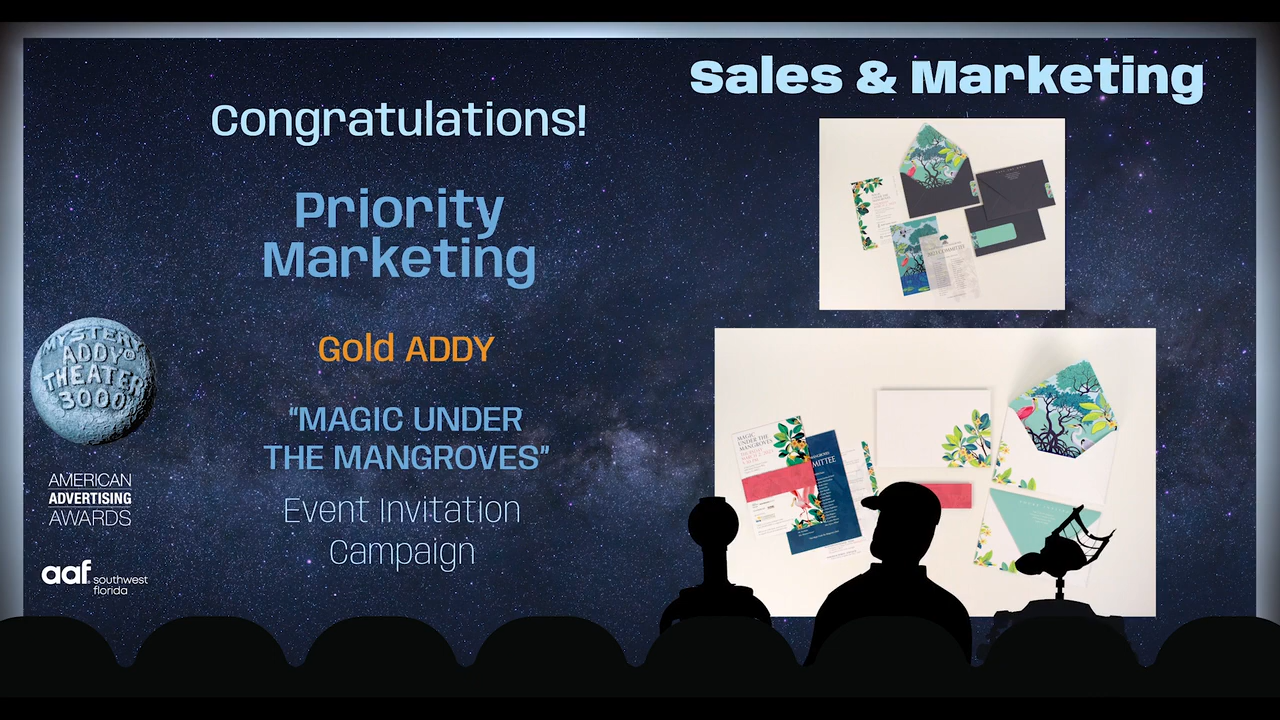 Sales & Marketing
Congratulations!
Priority
Marketing
Gold ADDY
“MAGIC UNDER
THE MANGROVES”
Event Invitation
Campaign
MYSTERY
ADDY®
THEATER
3000
AMERICAN
ADVERTISING
AWARDS
aaf southwest
florida
MAGIC
UNDER THE
MANGROVES